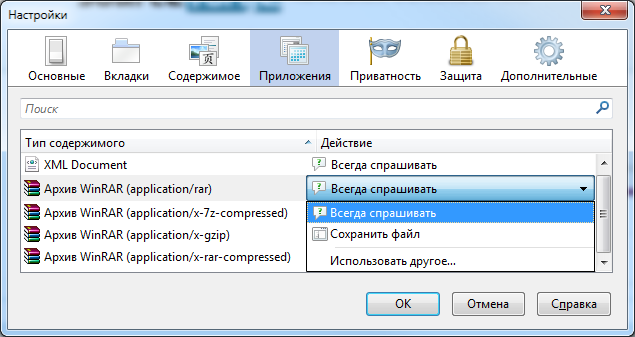 Настройки
Основные Вкладки Содержимое Приложения Приватность Защита Дополнительные
Поиск
Тип содержимого Действие
XML Document Всегда спрашивать
Архив WinRAR (application/rar) Всегда спрашивать
Архив WinRAR (application/x-7z-compressed) Всегда спрашивать
Архив WinRAR (application/x-gzip) Сохранить файл
Архив WinRAR (application/x-rar-compressed) Использовать другое...
OK Отмена Справка